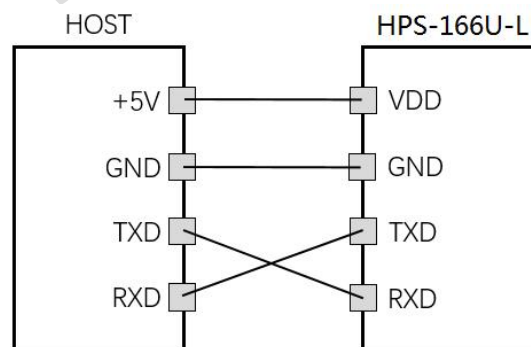 HOST HPS-166U-L
+5V VDD
GND GND
TXD TXD
RXD RXD